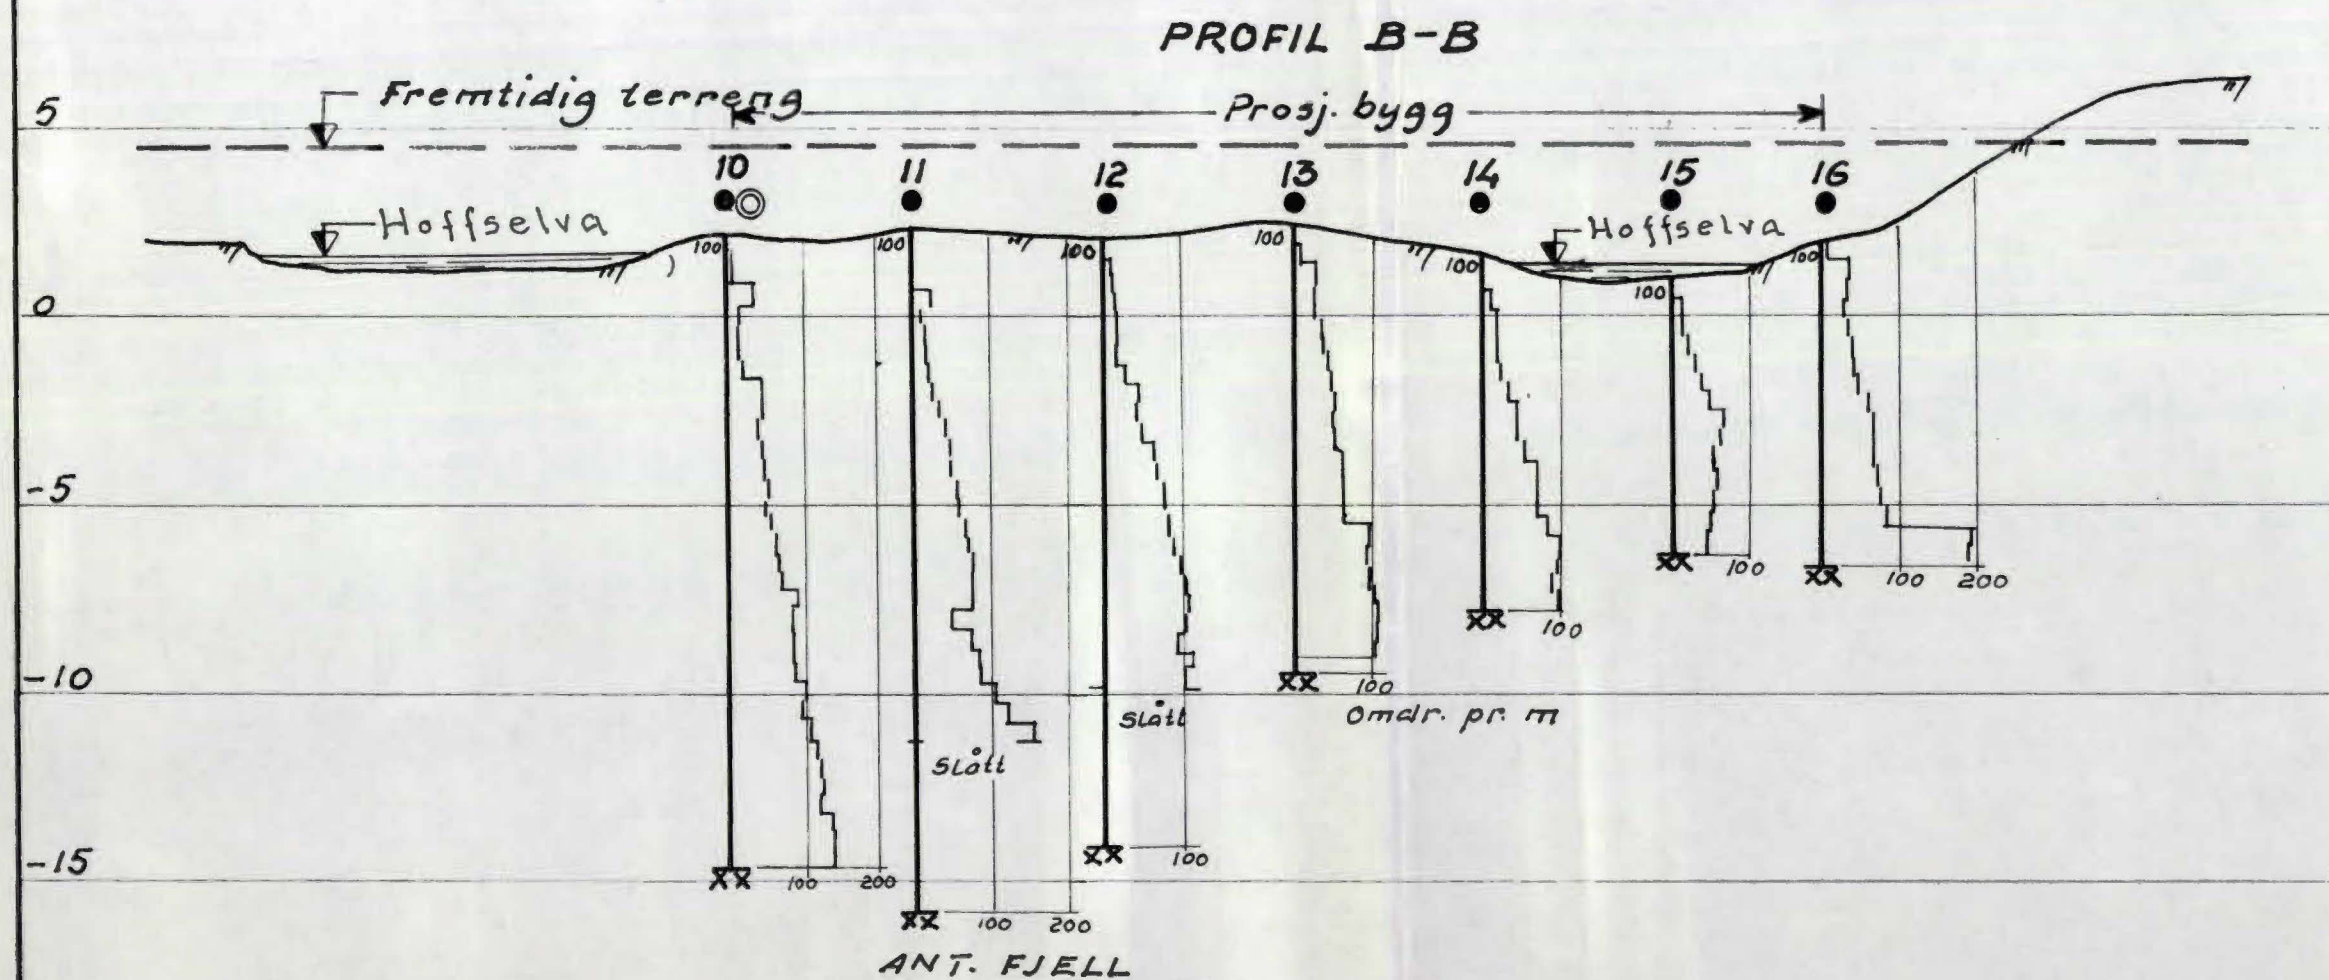 PROFIL B-B
Fremtidig terreng
Prosj. bygg
5
10 11 12 13 14 15 16
Hoffselva
Hoffselva
100 100 100 100 100 100 100
0
-5
100
100 200
100
-10
100
Slått
Omdr. pr. m
Slått
-15
100
100 200
100 200
ANT. FJELL